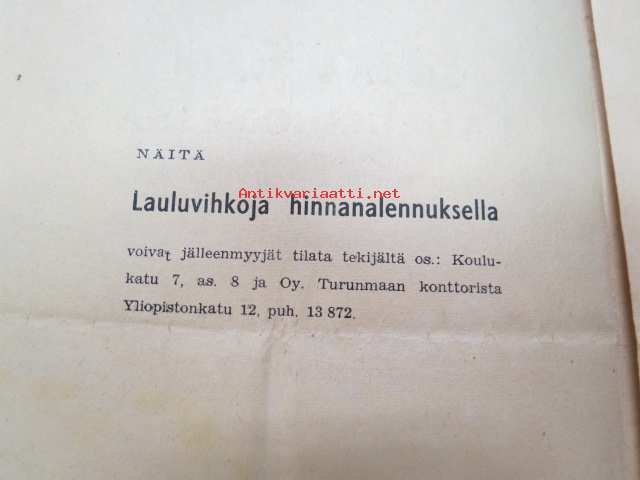 NÄITÄ
Antikvariaatti.net
Lauluvihkoja hinnanalennuksella
voivat jälleenmyyjät tilata tekijältä os.: Koulu-
katu 7, as. 8 ja Oy. Turunmaan konttorista
Yliopistonkatu 12, puh. 13 872.